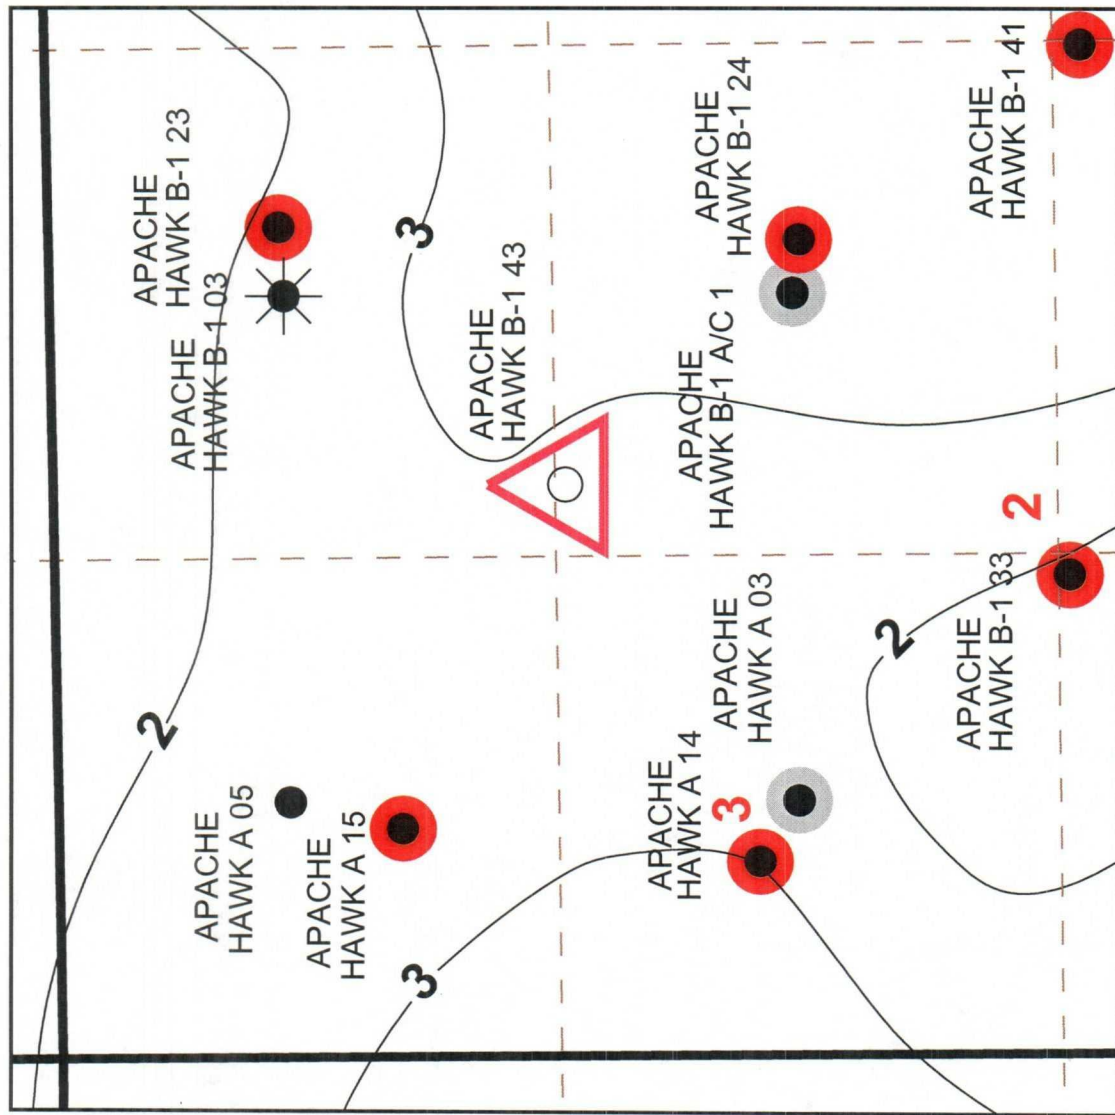 APACHE
HAWK B-1 23
APACHE
HAWK B-1 03
APACHE
HAWK B-1 43
APACHE
HAWK B-1 24
APACHE
HAWK B-1 41
APACHE
HAWK B-1 A/C 1
APACHE
HAWK A 03
APACHE
HAWK B-1 33
APACHE
HAWK A 14
APACHE
HAWK A 05
APACHE
HAWK A 15
2
3
3
2
3
2